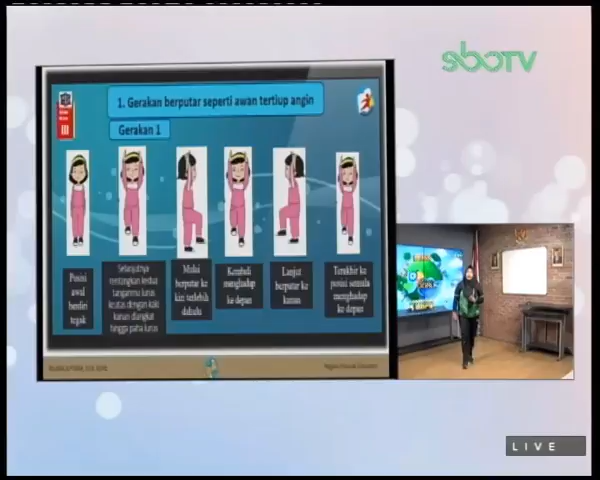 sboTV
1. Gerakan berputar seperti awan tertiup angin
III
Gerakan 1
Posisi
awal
berdiri
tegak
Selanjutnya
rentangkan kedua
tanganmu lurus
ke atas dengan kaki
kanan diangkat
hingga paha lurus
Mulai
berputar ke
kiri terlebih
dahulu
Kembali
menghadap
ke depan
Lanjut
berputar ke
kanan
Terakhir ke
posisi semula
menghadap
ke depan
LIVE